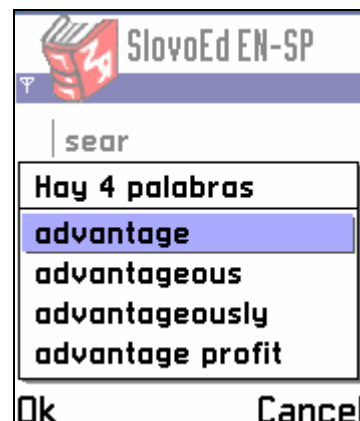 SlovoEd EN-SP
sear
Hay 4 palabras
advantage
advantageous
advantageously
advantage profit
Ok Cancel